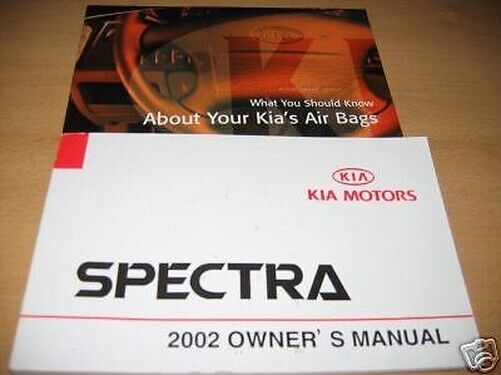 What You Should Know
About Your Kia's Air Bags
KIA
KIA MOTORS
SPECTRA
2002 OWNER' S MANUAL